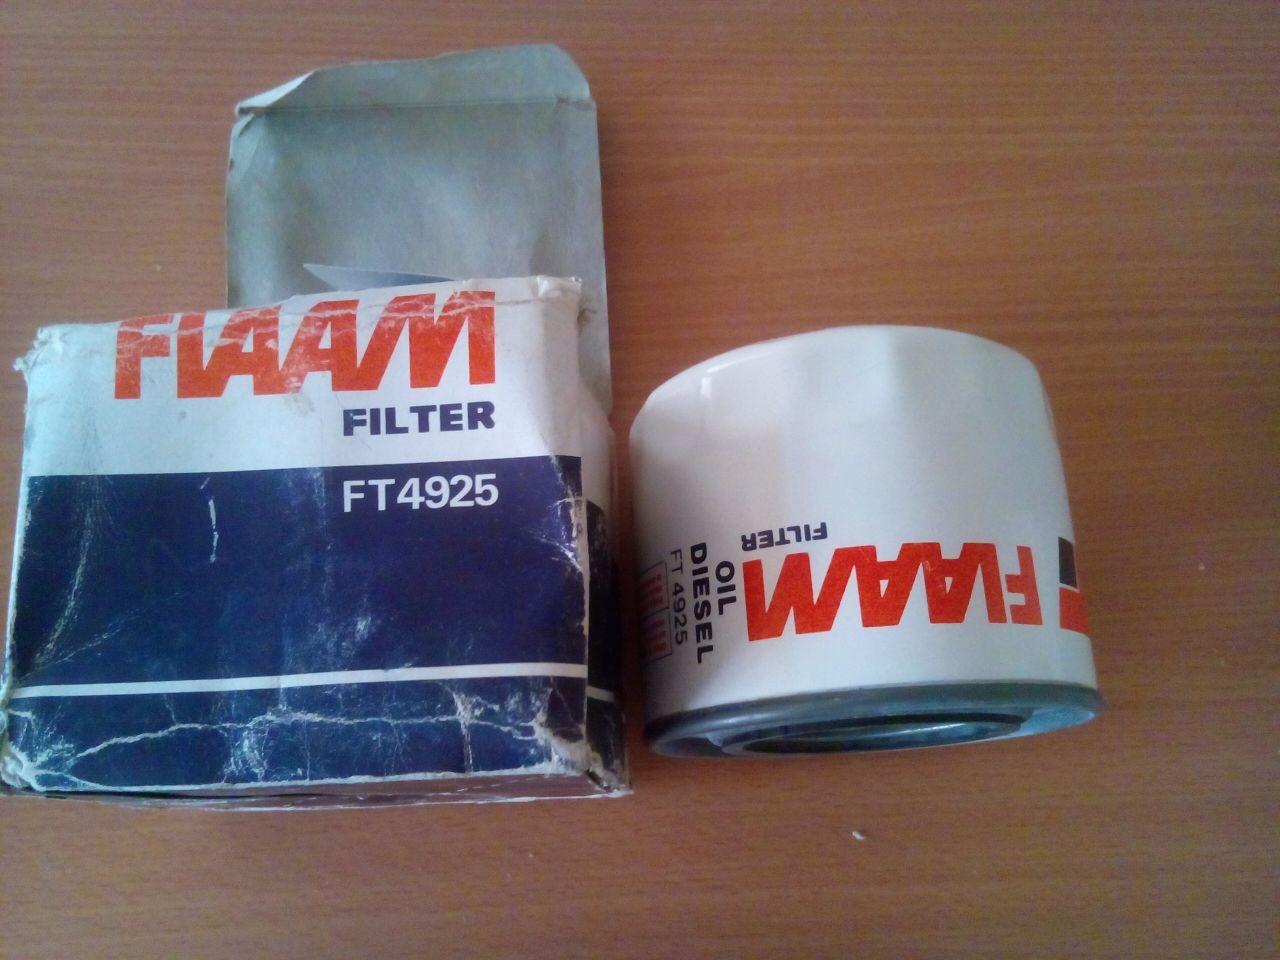 FIAAM
FILTER
FT4925
FIAAM
FILTER
OIL
DIESEL
FT 4925